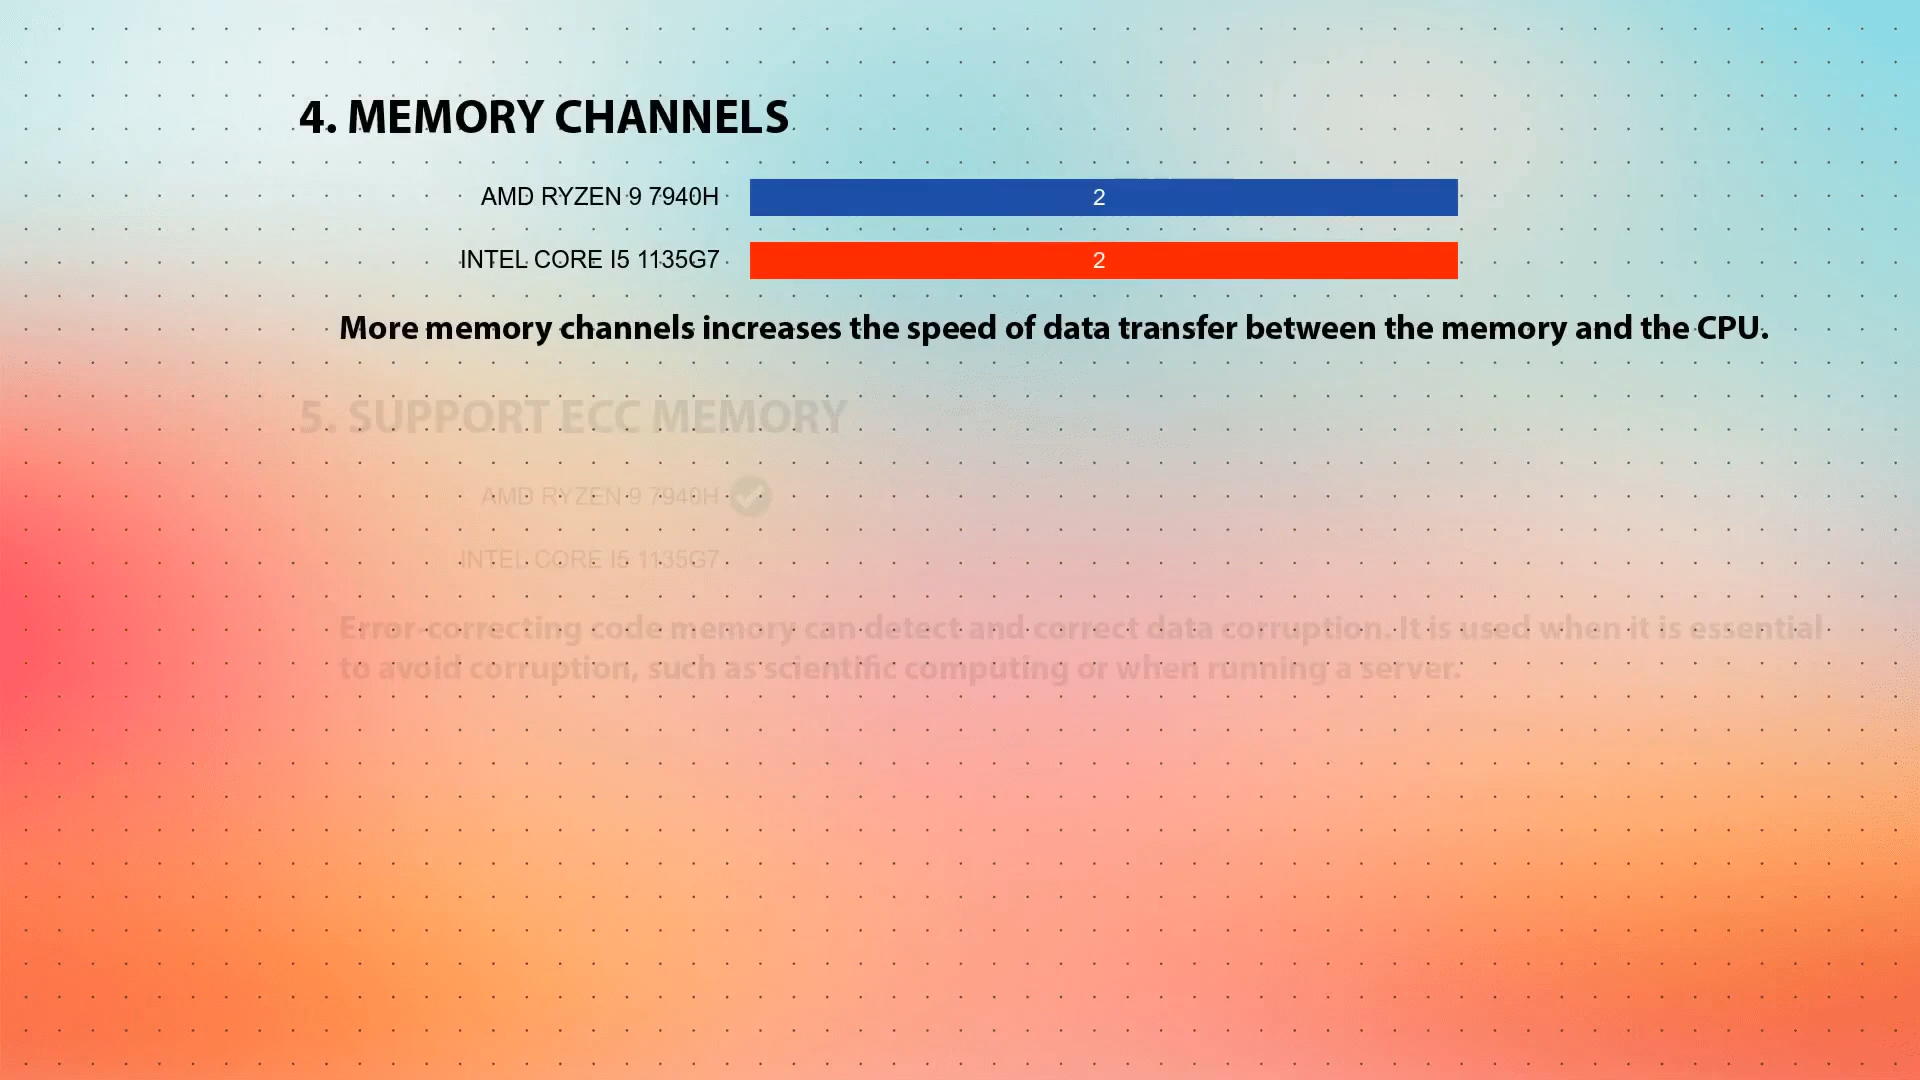 4. MEMORY CHANNELS
AMD RYZEN 9 7940H
2
INTEL CORE I5 1135G7
2
More memory channels increases the speed of data transfer between the memory and the CPU.
5. SUPPORT ECC MEMORY
AMD RYZEN 9 7940H
INTEL CORE I5 1135G7
Error-correcting code memory can detect and correct data corruption. It is used when it is essential
to avoid corruption, such as scientific computing or when running a server.